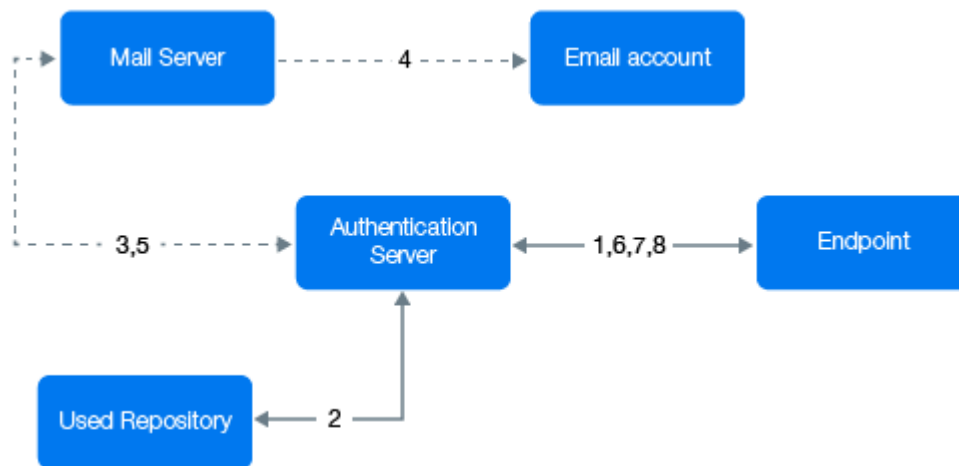 Mail Server
4
Email account
3,5
Authentication
Server
1,6,7,8
Endpoint
Used Repository
2